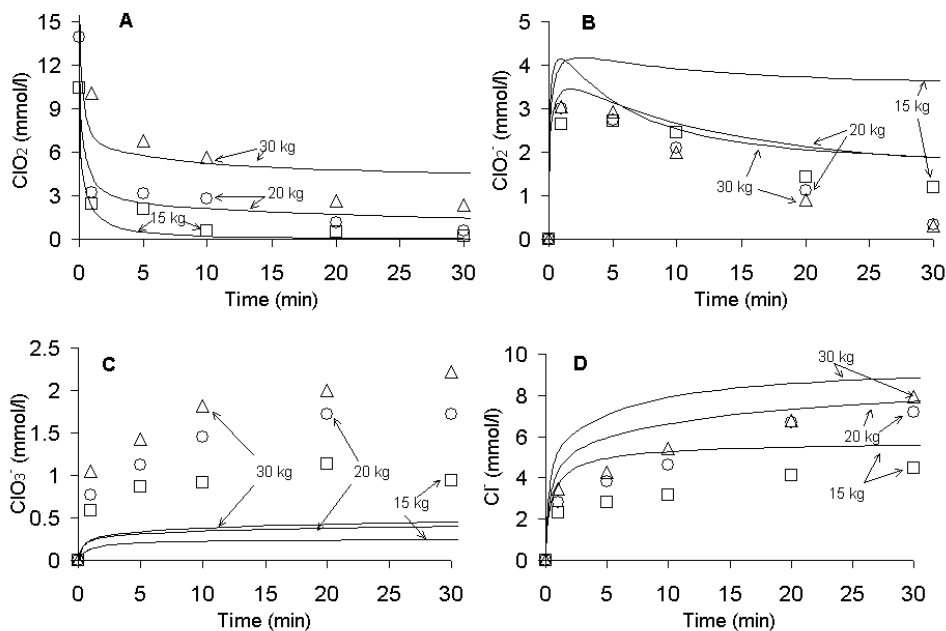 A
15
12
9
6
3
0
ClO₂ (mmol/l)
30 kg
20 kg
15 kg
0 5 10 15 20 25 30
Time (min)
B
5
4
3
2
1
0
ClO₂⁻ (mmol/l)
15 kg
20 kg
30 kg
0 5 10 15 20 25 30
Time (min)
C
2.5
2
1.5
1
0.5
0
ClO₃⁻ (mmol/l)
30 kg
20 kg
15 kg
0 5 10 15 20 25 30
Time (min)
D
10
8
6
4
2
0
Cl⁻ (mmol/l)
30 kg
20 kg
15 kg
0 5 10 15 20 25 30
Time (min)